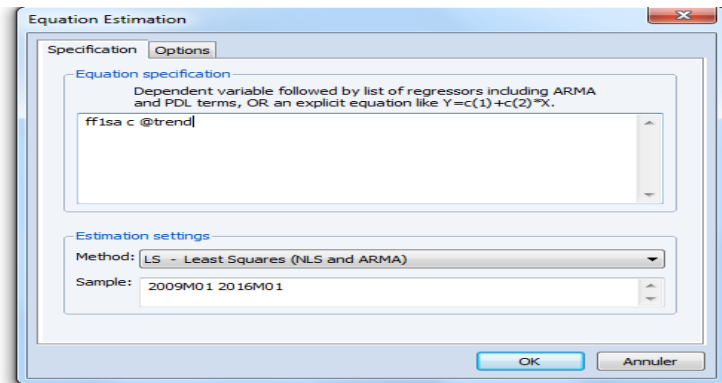 Equation Estimation
Specification
Options
Equation specification
Dependent variable followed by list of regressors including ARMA
and PDL terms, OR an explicit equation like Y=c(1)+c(2)*X.
ff1sa c @trend
Estimation settings
Method: LS - Least Squares (NLS and ARMA)
Sample: 2009M01 2016M01
OK
Annuler